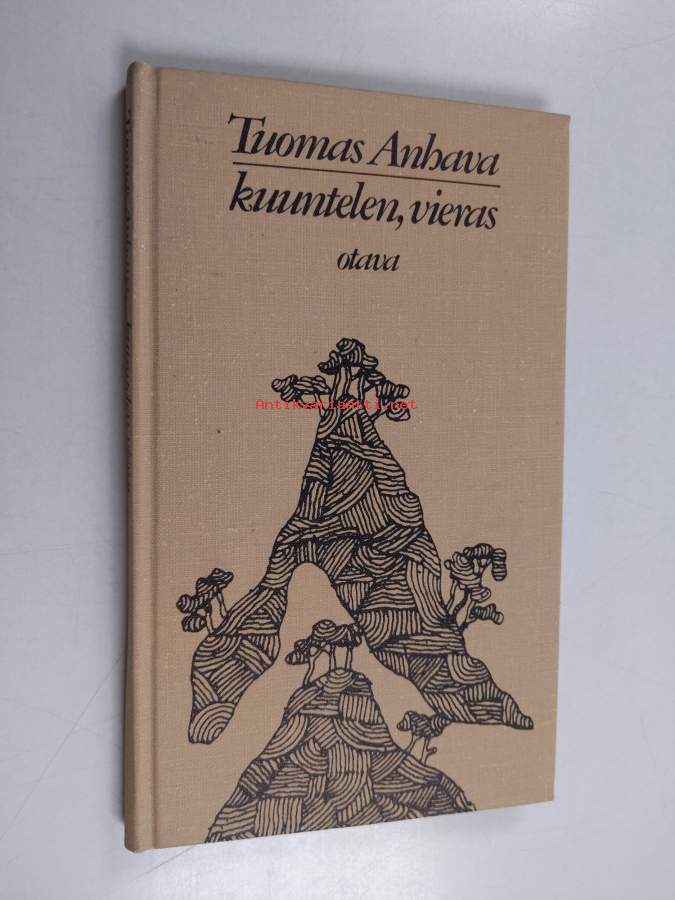 Tuomas Anhava
kuuntelen, vieras
otava
Antikvariaatti.net